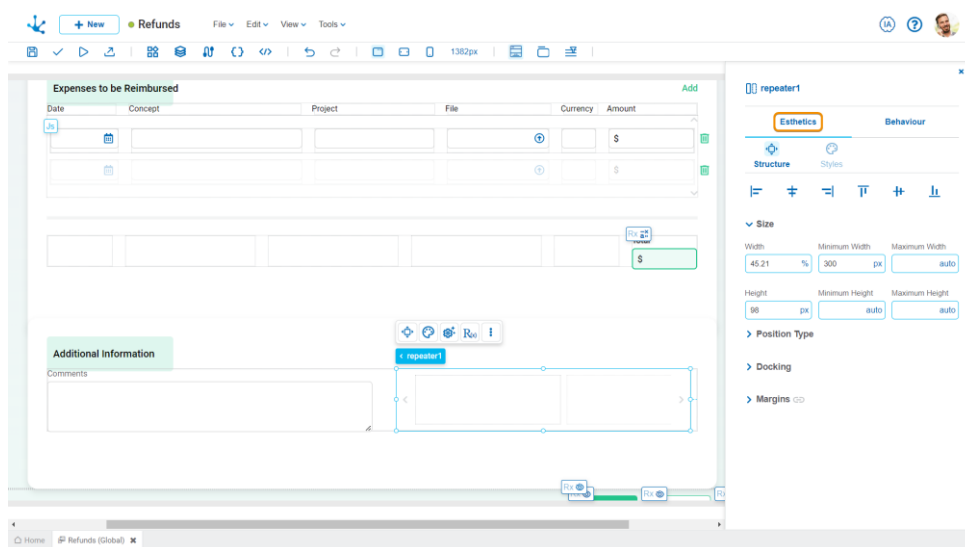 + New
Refunds
File
Edit
View
Tools
IA
?
1382px
Expenses to be Reimbursed
Add
Date
Concept
Project
File
Currency
Amount
Js
$
$
Rx
$
Additional Information
Comments
‹ repeater1
Rx
Rx
Rx
Rx
repeater1
Esthetics
Behaviour
Structure
Styles
Size
Width
Minimum Width
Maximum Width
45.21 %
300 px
auto
Height
Minimum Height
Maximum Height
98 px
auto
auto
Position Type
Docking
Margins
Home
Refunds (Global)